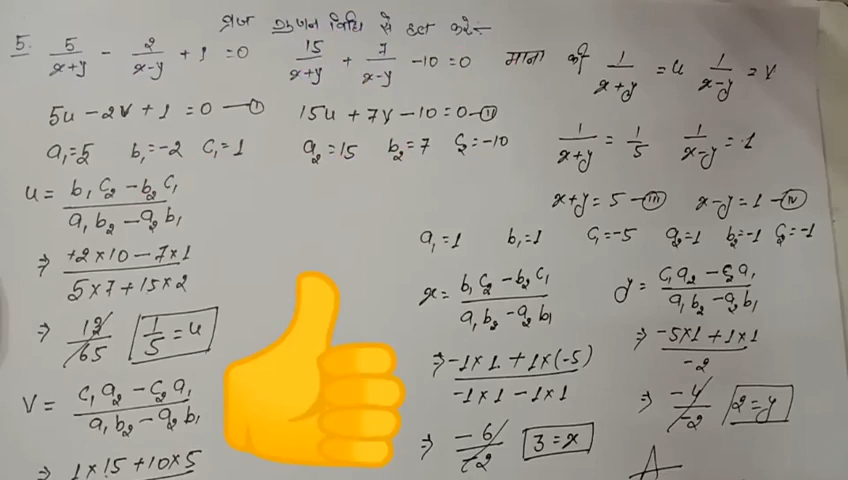 वज्र गुणन विधि से हल करे:-
5. 5/(x+y) - 2/(x-y) + 1 = 0 15/(x+y) + 7/(x-y) - 10 = 0 माना की 1/(x+y) = u 1/(x-y) = v
5u - 2v + 1 = 0 —(i) 15u + 7v - 10 = 0 —(ii)
a₁=5 b₁=-2 c₁=1 a₂=15 b₂=7 c₂=-10
u = (b₁c₂ - b₂c₁)/(a₁b₂ - a₂b₁)
⇒ (+2×10 - 7×1)/(5×7 + 15×2)
⇒ 13/65 1/5 = u
v = (c₁a₂ - c₂a₁)/(a₁b₂ - a₂b₁)
⇒ 1×15 + 10×5
1/(x+y) = 1/5 1/(x-y) = 1
x+y = 5 —(iii) x-y = 1 —(iv)
a₁=1 b₁=1 c₁=-5 a₂=1 b₂=-1 c₂=-1
x = (b₁c₂ - b₂c₁)/(a₁b₂ - a₂b₁)
⇒ (-1×1 + 1×(-5))/(-1×1 - 1×1)
⇒ -6/-2 3 = x
y = (c₁a₂ - c₂a₁)/(a₁b₂ - a₂b₁)
⇒ (-5×1 + 1×1)/-2
⇒ -4/-2 2 = y
A